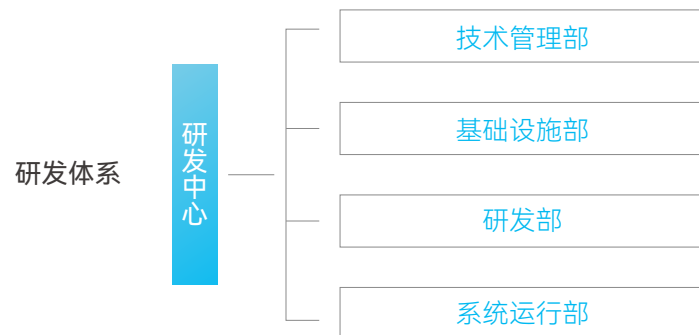 研发体系
研发中心
技术管理部
基础设施部
研发部
系统运行部